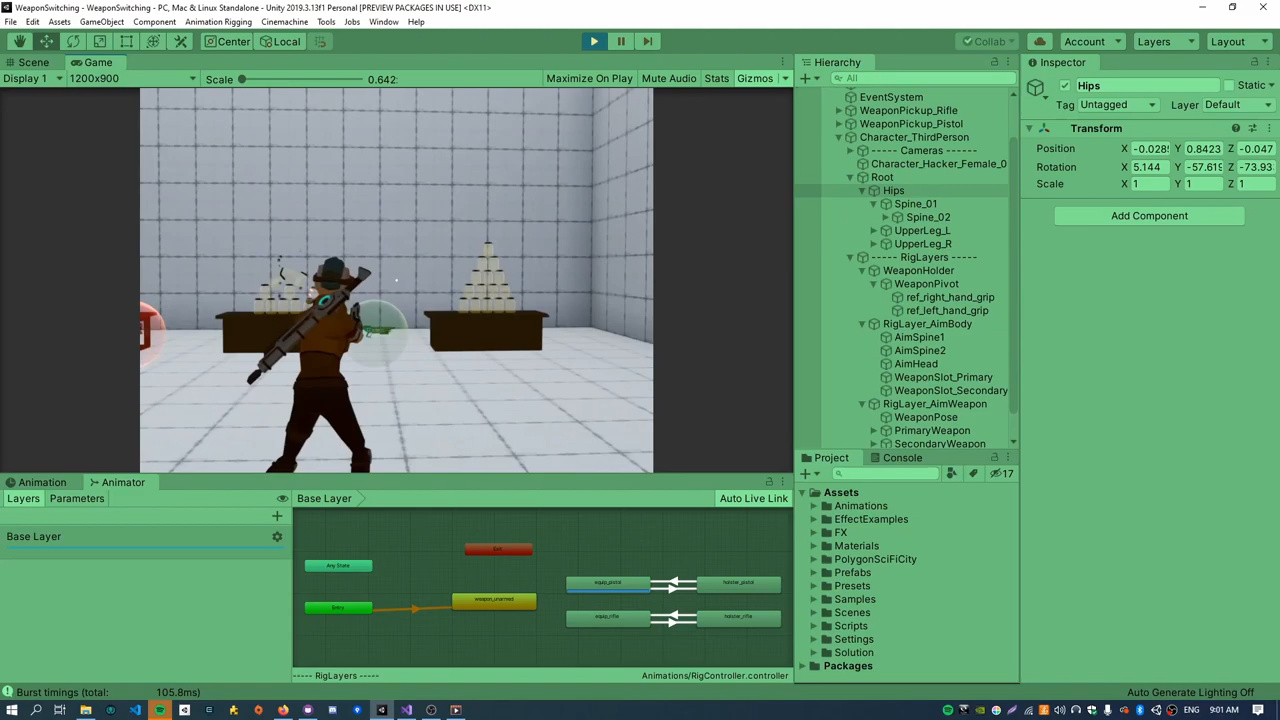 WeaponSwitching - WeaponSwitching - PC, Mac & Linux Standalone - Unity 2019.3.13f1 Personal [PREVIEW PACKAGES IN USE] <DX11>
File Edit Assets GameObject Component Animation Rigging Cinemachine Tools Jobs Window Help
Center Local Collab Account Layers Layout
Scene Game
Display 1 1200x900 Scale 0.642: Maximize On Play Mute Audio Stats Gizmos
Hierarchy
All
EventSystem
WeaponPickup_Rifle
WeaponPickup_Pistol
Character_ThirdPerson
----- Cameras ------
Character_Hacker_Female_0
Root
Hips
Spine_01
Spine_02
UpperLeg_L
UpperLeg_R
----- RigLayers -----
WeaponHolder
WeaponPivot
ref_right_hand_grip
ref_left_hand_grip
RigLayer_AimBody
AimSpine1
AimSpine2
AimHead
WeaponSlot_Primary
WeaponSlot_Secondary
RigLayer_AimWeapon
WeaponPose
PrimaryWeapon
SecondaryWeapon
Inspector
Hips Static
Tag Untagged Layer Default
Transform
Position X -0.028 Y 0.8423 Z -0.047
Rotation X 5.144 Y -57.619 Z -73.93
Scale X 1 Y 1 Z 1
Add Component
Project Console
17
Assets
Animations
EffectExamples
FX
Materials
PolygonSciFiCity
Prefabs
Presets
Samples
Scenes
Scripts
Settings
Solution
Packages
Animation Animator
Layers Parameters Base Layer Auto Live Link
Base Layer
Any State
Entry
Exit
weapon_unarmed
equip_pistol
holster_pistol
equip_rifle
holster_rifle
----- RigLayers ----- Animations/RigController.controller
Burst timings (total: 105.8ms) Auto Generate Lighting Off
ENG 9:01 AM